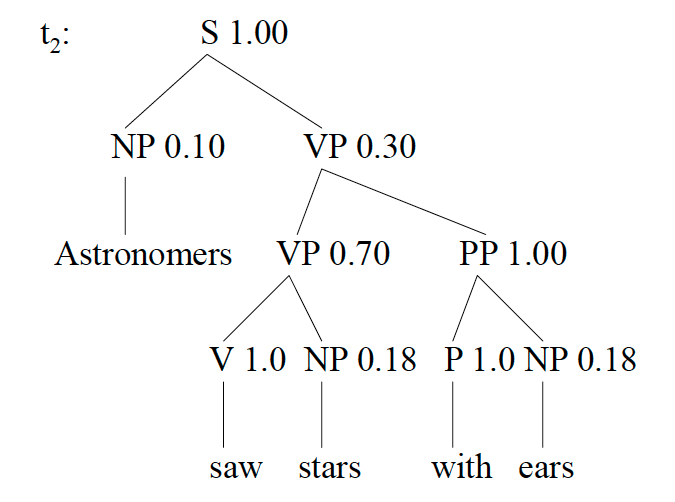 t2: S 1.00
NP 0.10 VP 0.30
Astronomers VP 0.70 PP 1.00
V 1.0 NP 0.18 P 1.0 NP 0.18
saw stars with ears